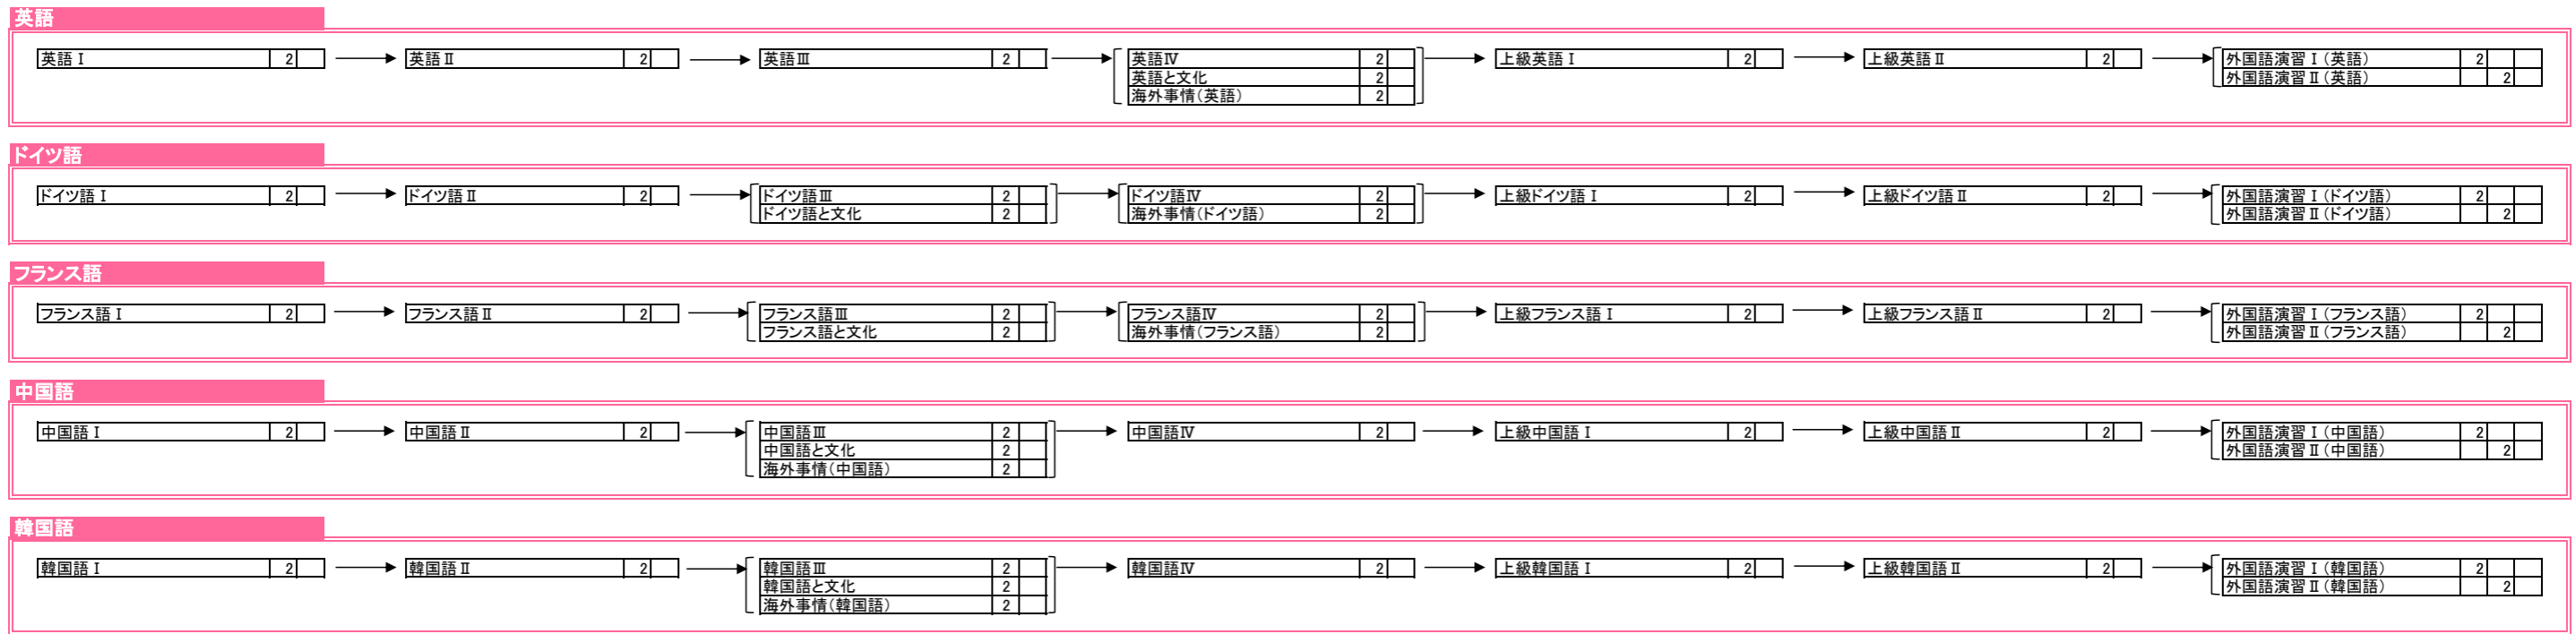 英語
英語Ⅰ 2 英語Ⅱ 2 英語Ⅲ 2 英語Ⅳ 2 上級英語Ⅰ 2 上級英語Ⅱ 2 外国語演習Ⅰ(英語) 2
英語と文化 2 外国語演習Ⅱ(英語) 2
海外事情(英語) 2
ドイツ語
ドイツ語Ⅰ 2 ドイツ語Ⅱ 2 ドイツ語Ⅲ 2 ドイツ語Ⅳ 2 上級ドイツ語Ⅰ 2 上級ドイツ語Ⅱ 2 外国語演習Ⅰ(ドイツ語) 2
ドイツ語と文化 2 海外事情(ドイツ語) 2 外国語演習Ⅱ(ドイツ語) 2
フランス語
フランス語Ⅰ 2 フランス語Ⅱ 2 フランス語Ⅲ 2 フランス語Ⅳ 2 上級フランス語Ⅰ 2 上級フランス語Ⅱ 2 外国語演習Ⅰ(フランス語) 2
フランス語と文化 2 海外事情(フランス語) 2 外国語演習Ⅱ(フランス語) 2
中国語
中国語Ⅰ 2 中国語Ⅱ 2 中国語Ⅲ 2 中国語Ⅳ 2 上級中国語Ⅰ 2 上級中国語Ⅱ 2 外国語演習Ⅰ(中国語) 2
中国語と文化 2 外国語演習Ⅱ(中国語) 2
海外事情(中国語) 2
韓国語
韓国語Ⅰ 2 韓国語Ⅱ 2 韓国語Ⅲ 2 韓国語Ⅳ 2 上級韓国語Ⅰ 2 上級韓国語Ⅱ 2 外国語演習Ⅰ(韓国語) 2
韓国語と文化 2 外国語演習Ⅱ(韓国語) 2
海外事情(韓国語) 2